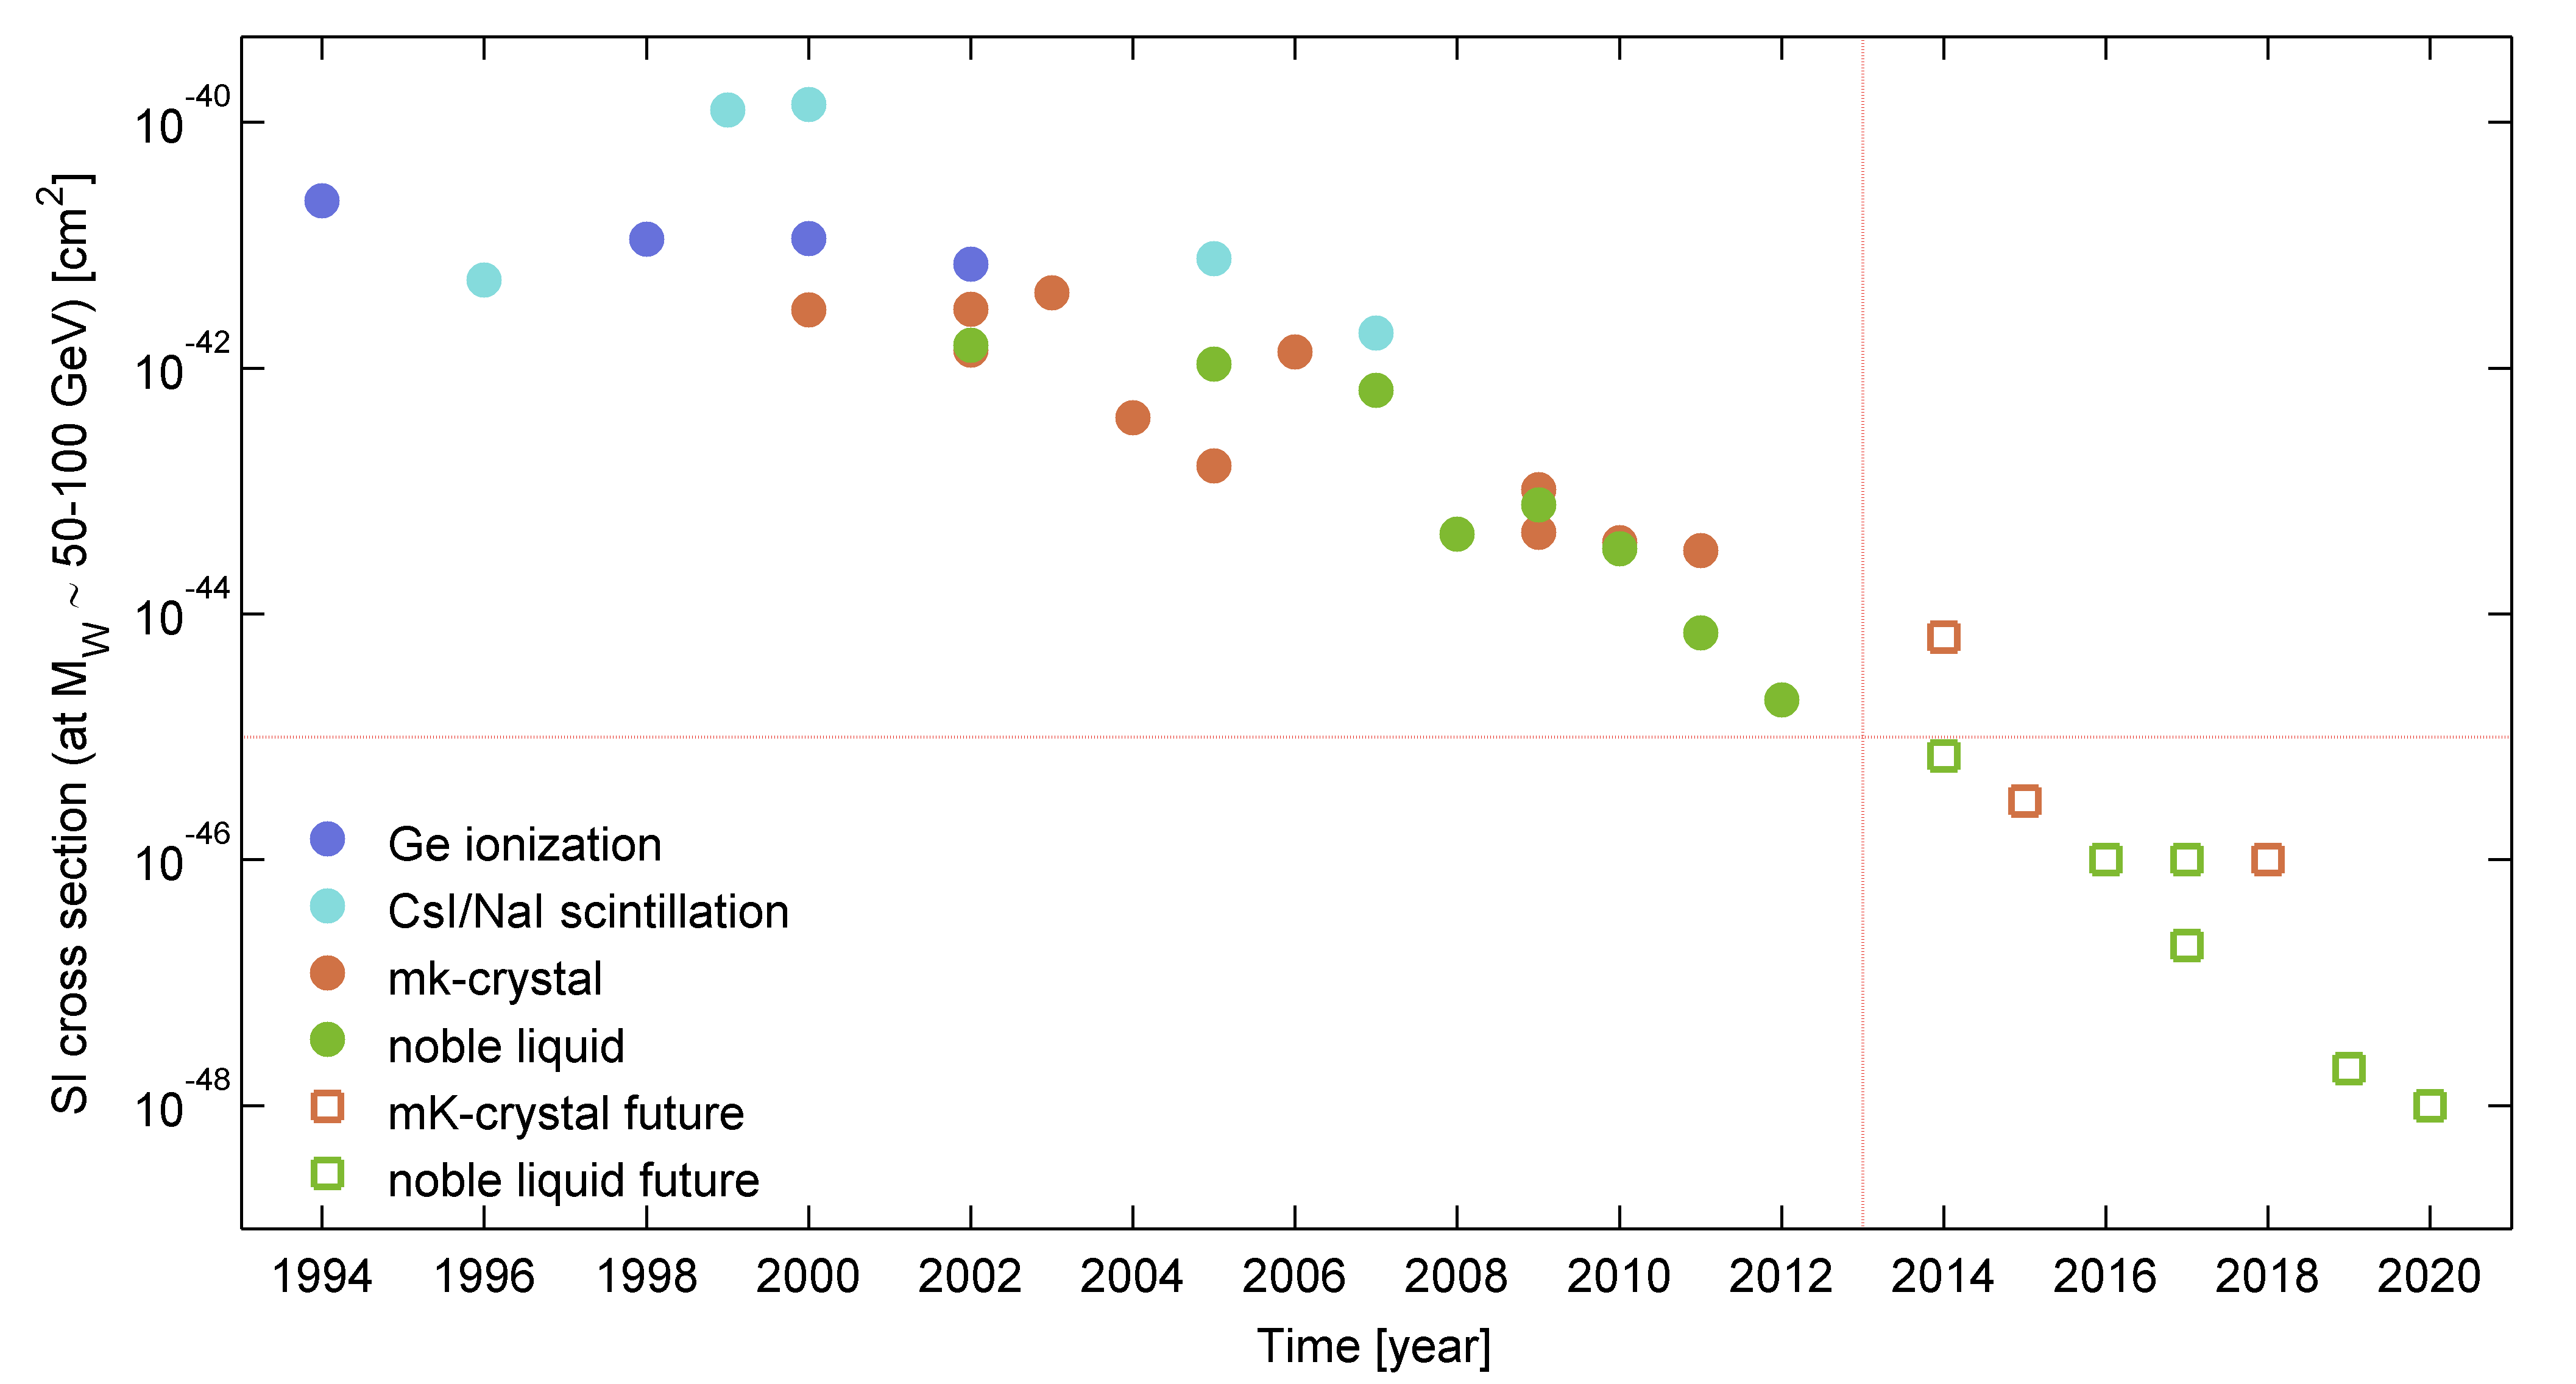 SI cross section (at M_W ~ 50-100 GeV) [cm^2]
10^-40
10^-42
10^-44
10^-46
10^-48
Ge ionization
CsI/NaI scintillation
mk-crystal
noble liquid
mK-crystal future
noble liquid future
1994 1996 1998 2000 2002 2004 2006 2008 2010 2012 2014 2016 2018 2020
Time [year]